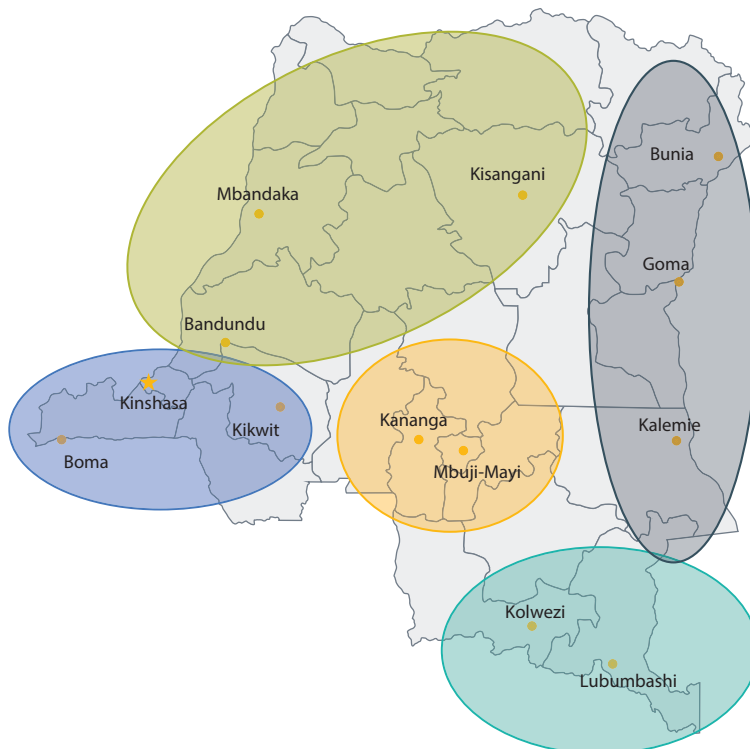 Bunia
Kisangani
Mbandaka
Goma
Bandundu
Kinshasa
Kananga
Kikwit
Kalemie
Boma
Mbuji-Mayi
Kolwezi
Lubumbashi